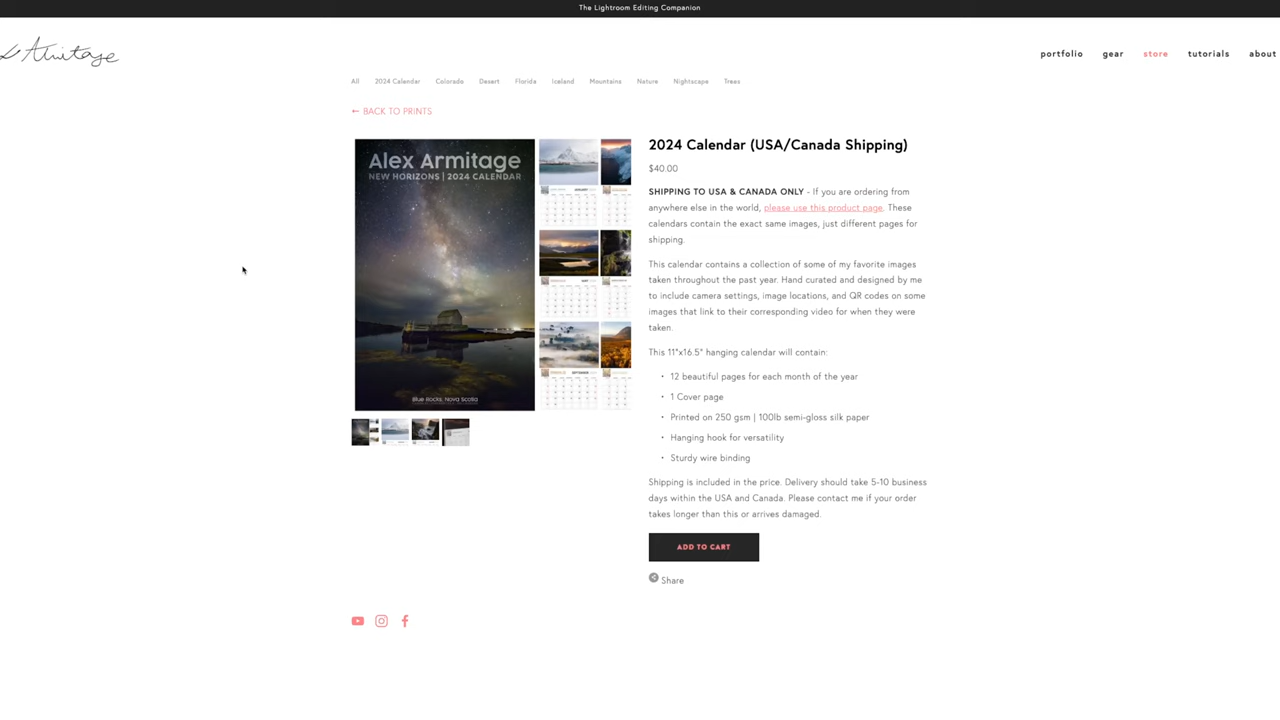 The Lightroom Editing Companion
portfolio gear store tutorials about
All 2024 Calendar Colorado Desert Florida Iceland Mountains Nature Nightscape Trees
← BACK TO PRiNTS
Alex Armitage
NEW HORIZONS | 2024 CALENDAR
Blue Rocks, Nova Scotia
2024 Calendar (USA/Canada Shipping)
$40.00
SHIPPING TO USA & CANADA ONLY - If you are ordering from
anywhere else in the world, please use this product page. These
calendars contain the exact same images, just different pages for
shipping.
This calendar contains a collection of some of my favorite images
taken throughout the past year. Hand curated and designed by me
to include camera settings, image locations, and QR codes on some
images that link to their corresponding video for when they were
taken.
This 11"x16.5" hanging calendar will contain:
• 12 beautiful pages for each month of the year
• 1 Cover page
• Printed on 250 gsm | 100lb semi-gloss silk paper
• Hanging hook for versatility
• Sturdy wire binding
Shipping is included in the price. Delivery should take 5-10 business
days within the USA and Canada. Please contact me if your order
takes longer than this or arrives damaged.
ADD TO CART
Share